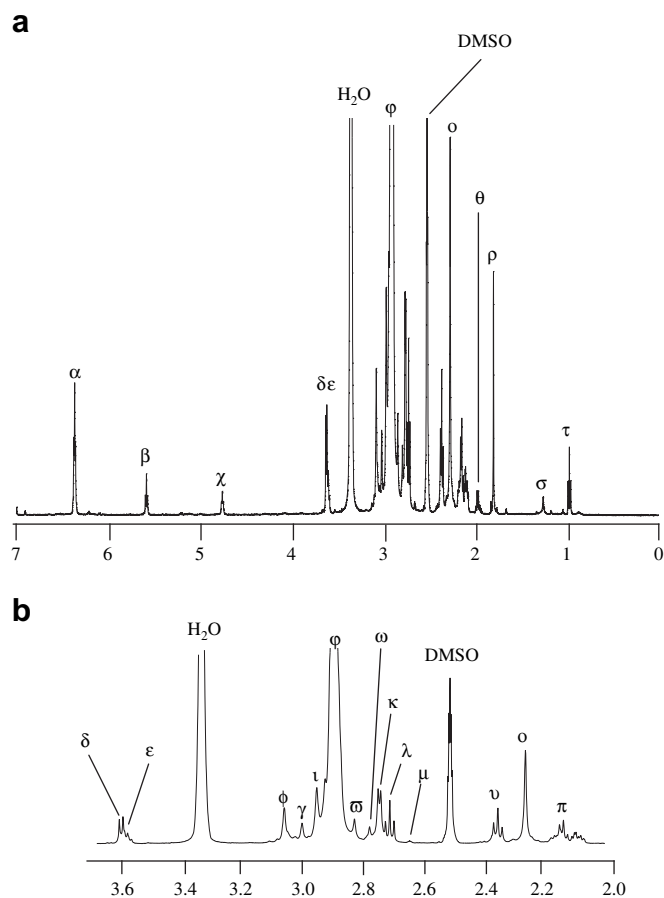 a
DMSO
H₂O
φ
ο
θ
ρ
α
δε
τ
β
χ
σ
7 6 5 4 3 2 1 0
b
H₂O
φ
ω
DMSO
κ
δ
ε
λ
ο
μ
ι
ϕ
υ
γ
ϖ
π
3.6 3.4 3.2 3.0 2.8 2.6 2.4 2.2 2.0